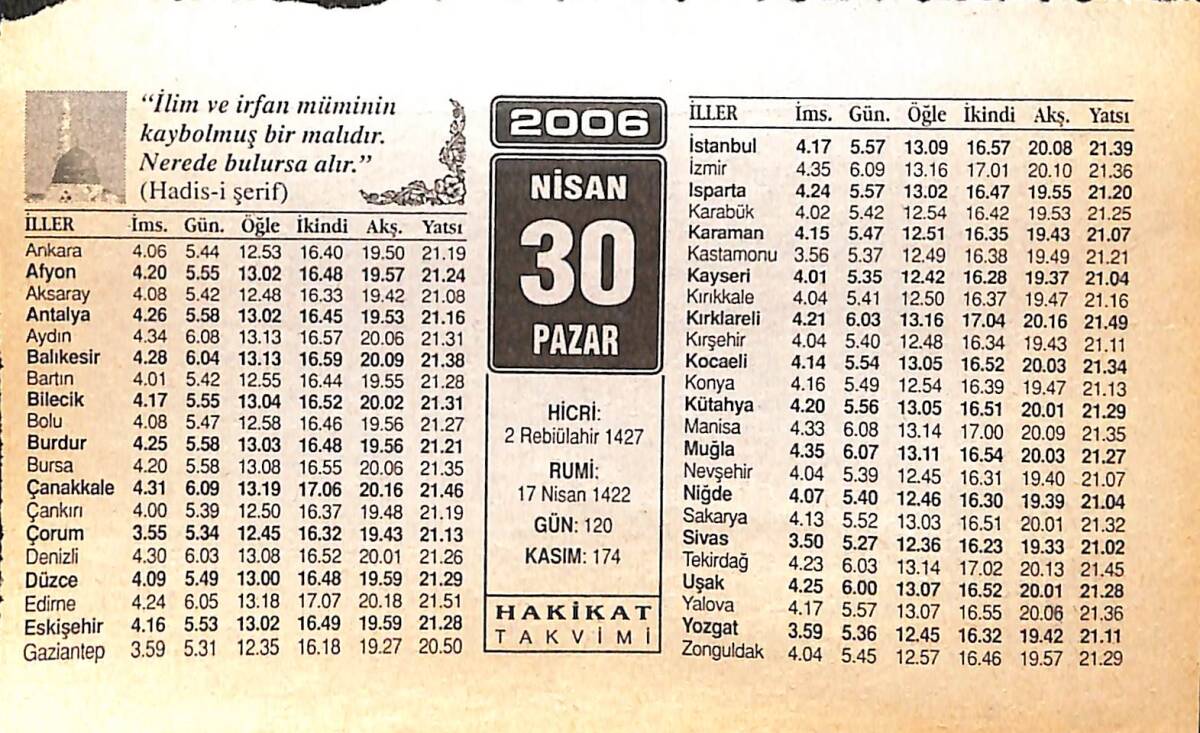 “İlim ve irfan müminin
kaybolmuş bir malıdır.
Nerede bulursa alır.”
(Hadis-i şerif)
İLLER İms. Gün. Öğle İkindi Akş. Yatsı
Ankara 4.06 5.44 12.53 16.40 19.50 21.19
Afyon 4.20 5.55 13.02 16.48 19.57 21.24
Aksaray 4.08 5.42 12.48 16.33 19.42 21.08
Antalya 4.26 5.58 13.02 16.45 19.53 21.16
Aydın 4.34 6.08 13.13 16.57 20.06 21.31
Balıkesir 4.28 6.04 13.13 16.59 20.09 21.38
Bartın 4.01 5.42 12.55 16.44 19.55 21.28
Bilecik 4.17 5.55 13.04 16.52 20.02 21.31
Bolu 4.08 5.47 12.58 16.46 19.56 21.27
Burdur 4.25 5.58 13.03 16.48 19.56 21.21
Bursa 4.20 5.58 13.08 16.55 20.06 21.35
Çanakkale 4.31 6.09 13.19 17.06 20.16 21.46
Çankırı 4.00 5.39 12.50 16.37 19.48 21.19
Çorum 3.55 5.34 12.45 16.32 19.43 21.13
Denizli 4.30 6.03 13.08 16.52 20.01 21.26
Düzce 4.09 5.49 13.00 16.48 19.59 21.29
Edirne 4.24 6.05 13.18 17.07 20.18 21.51
Eskişehir 4.16 5.53 13.02 16.49 19.59 21.28
Gaziantep 3.59 5.31 12.35 16.18 19.27 20.50
2006
NİSAN
30
PAZAR
HİCRİ:
2 Rebiülahir 1427
RUMİ:
17 Nisan 1422
GÜN: 120
KASIM: 174
HAKİKAT
TAKVİMİ
İLLER İms. Gün. Öğle İkindi Akş. Yatsı
İstanbul 4.17 5.57 13.09 16.57 20.08 21.39
İzmir 4.35 6.09 13.16 17.01 20.10 21.36
Isparta 4.24 5.57 13.02 16.47 19.55 21.20
Karabük 4.02 5.42 12.54 16.42 19.53 21.25
Karaman 4.15 5.47 12.51 16.35 19.43 21.07
Kastamonu 3.56 5.37 12.49 16.38 19.49 21.21
Kayseri 4.01 5.35 12.42 16.28 19.37 21.04
Kırıkkale 4.04 5.41 12.50 16.37 19.47 21.16
Kırklareli 4.21 6.03 13.16 17.04 20.16 21.49
Kırşehir 4.04 5.40 12.48 16.34 19.43 21.11
Kocaeli 4.14 5.54 13.05 16.52 20.03 21.34
Konya 4.16 5.49 12.54 16.39 19.47 21.13
Kütahya 4.20 5.56 13.05 16.51 20.01 21.29
Manisa 4.33 6.08 13.14 17.00 20.09 21.35
Muğla 4.35 6.07 13.11 16.54 20.03 21.27
Nevşehir 4.04 5.39 12.45 16.31 19.40 21.07
Niğde 4.07 5.40 12.46 16.30 19.39 21.04
Sakarya 4.13 5.52 13.03 16.51 20.01 21.32
Sivas 3.50 5.27 12.36 16.23 19.33 21.02
Tekirdağ 4.23 6.03 13.14 17.02 20.13 21.45
Uşak 4.25 6.00 13.07 16.52 20.01 21.28
Yalova 4.17 5.57 13.07 16.55 20.06 21.36
Yozgat 3.59 5.36 12.45 16.32 19.42 21.11
Zonguldak 4.04 5.45 12.57 16.46 19.57 21.29